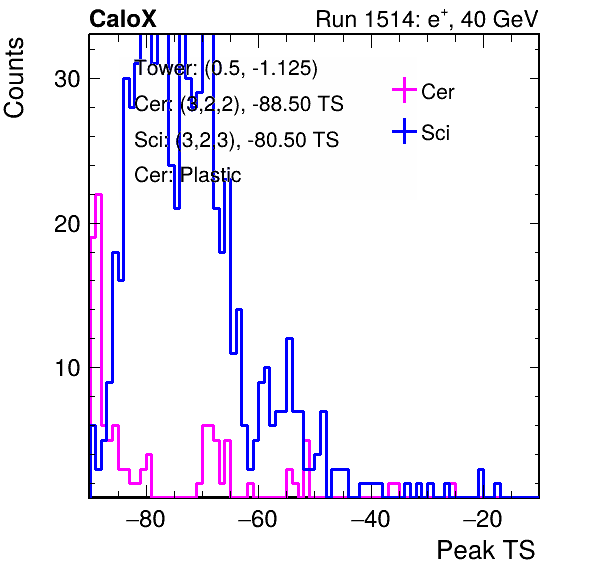 CaloX Run 1514: e⁺, 40 GeV
Counts
30
20
10
Tower: (0.5, -1.125)
Cer: (3,2,2), -88.50 TS
Sci: (3,2,3), -80.50 TS
Cer: Plastic
Cer
Sci
−80 −60 −40 −20
Peak TS